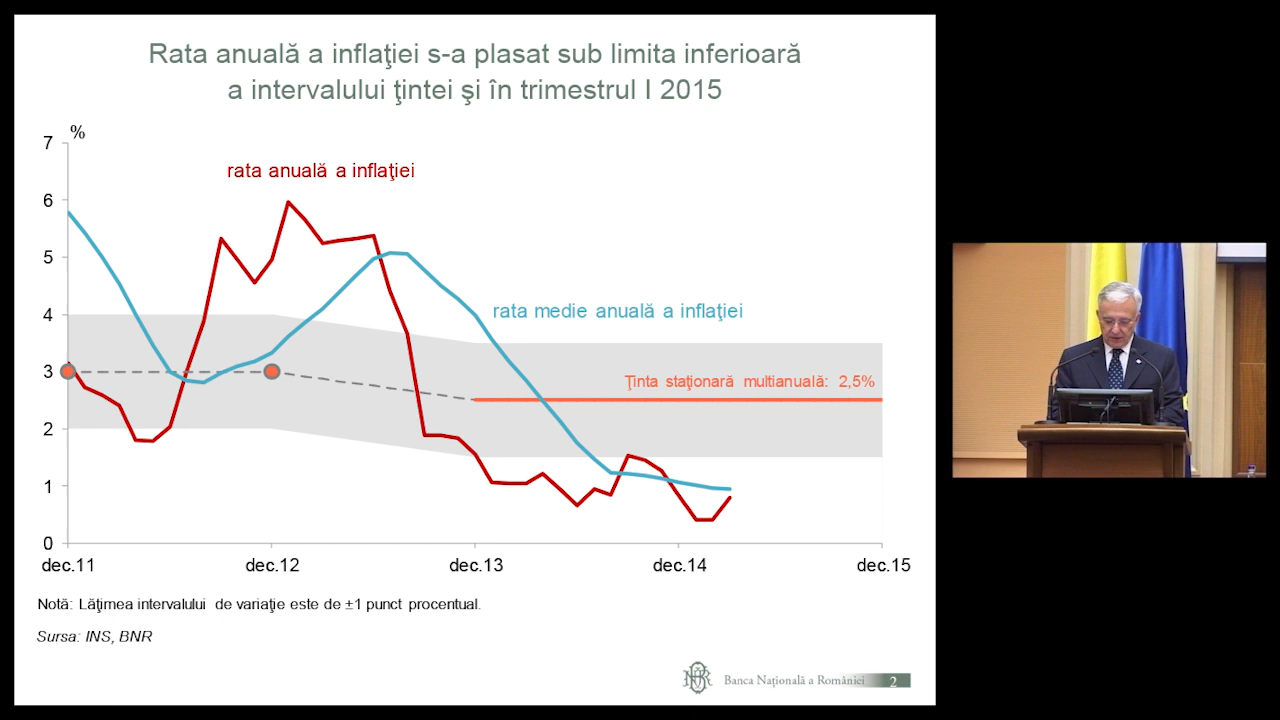 Rata anuală a inflaţiei s-a plasat sub limita inferioară
a intervalului ţintei şi în trimestrul I 2015
%
7
rata anuală a inflaţiei
6
5
4
rata medie anuală a inflaţiei
3
Ţinta staţionară multianuală: 2,5%
2
1
0
dec.11 dec.12 dec.13 dec.14 dec.15
Notă: Lăţimea intervalului de variaţie este de ±1 punct procentual.
Sursa: INS, BNR
Banca Naţională a României 2